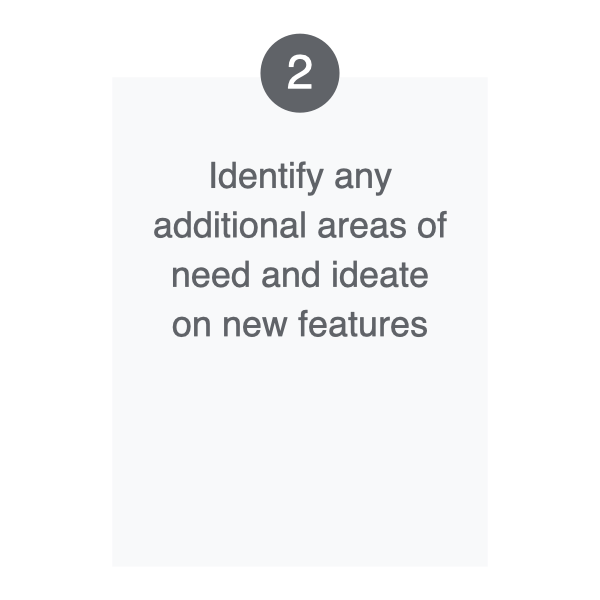 2
Identify any
additional areas of
need and ideate
on new features